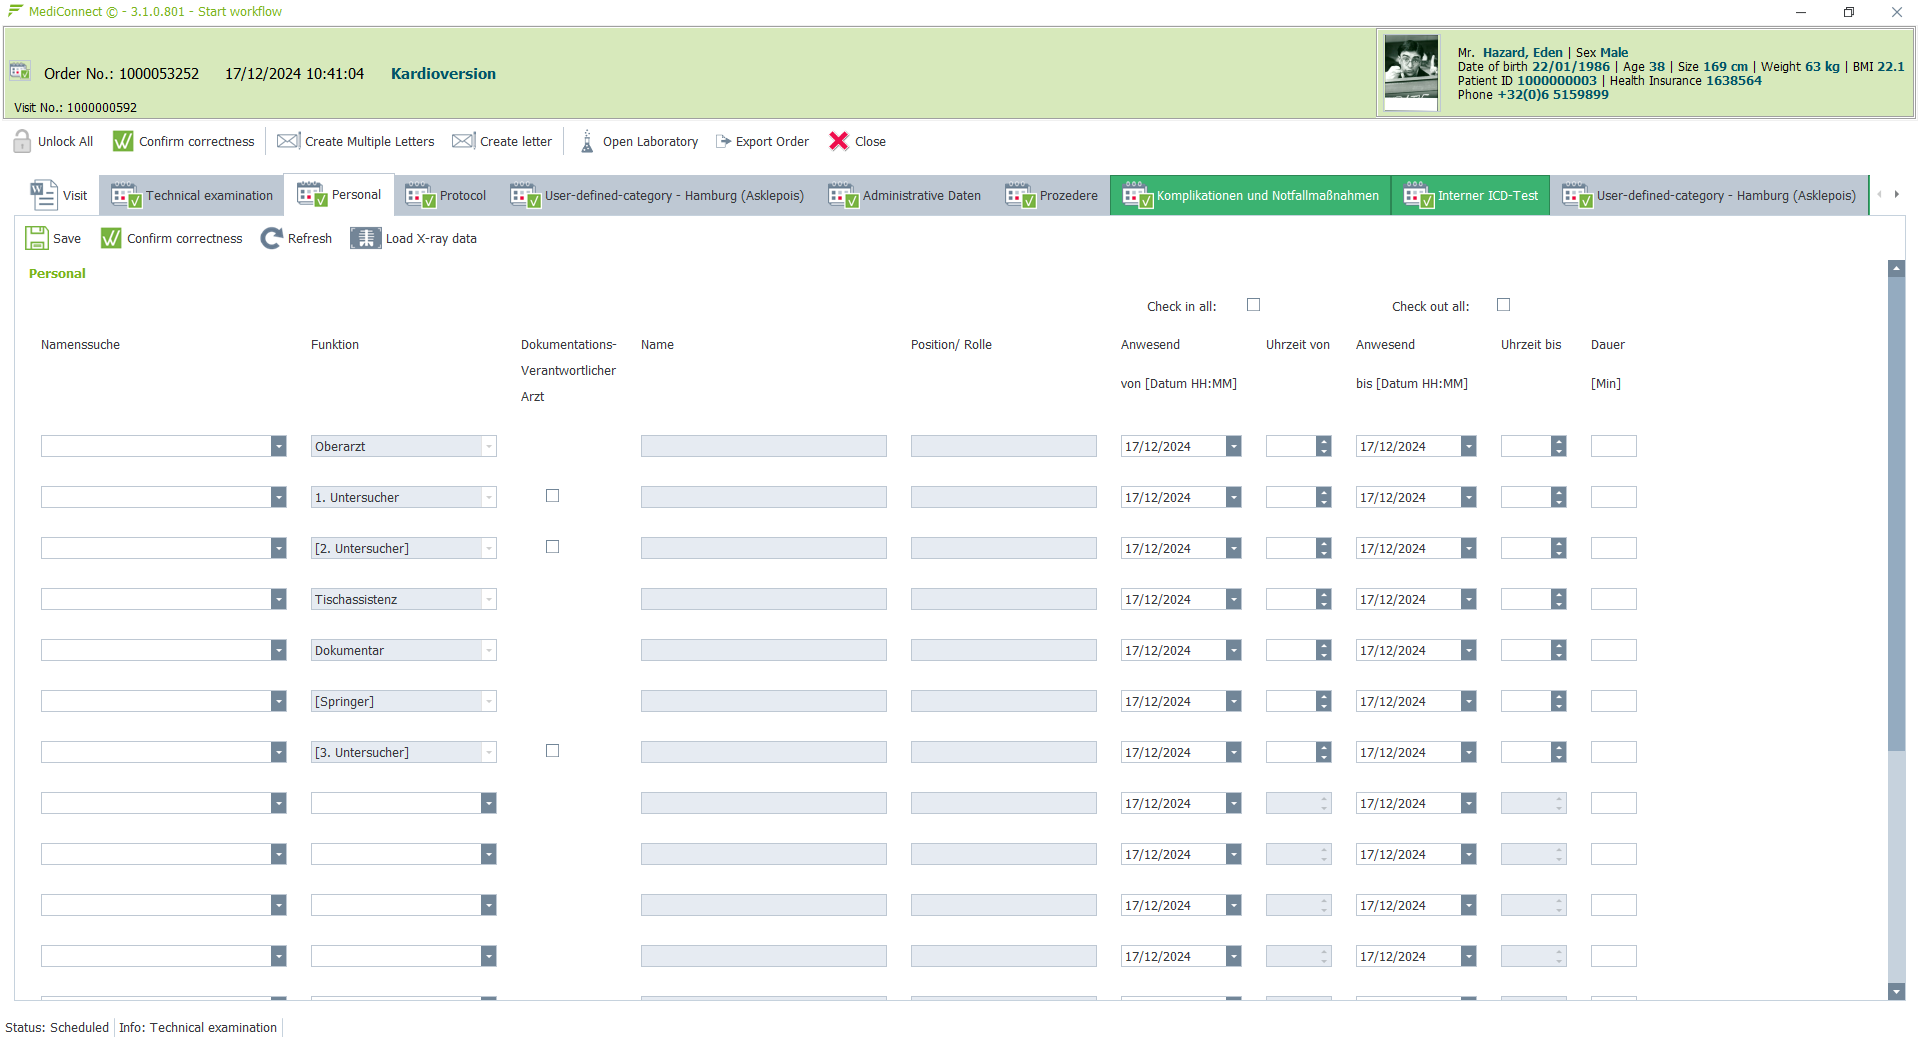 MediConnect © - 3.1.0.801 - Start workflow
Order No.: 1000053252 17/12/2024 10:41:04 Kardioversion
Visit No.: 1000000592
Mr. Hazard, Eden | Sex Male
Date of birth 22/01/1986 | Age 38 | Size 169 cm | Weight 63 kg | BMI 22.1
Patient ID 1000000003 | Health Insurance 1638564
Phone +32(0)6 5159899
Unlock All Confirm correctness Create Multiple Letters Create letter Open Laboratory Export Order Close
Visit Technical examination Personal Protocol User-defined-category - Hamburg (Asklepois) Administrative Daten Prozedere Komplikationen und Notfallmaßnahmen Interner ICD-Test User-defined-category - Hamburg (Asklepois)
Save Confirm correctness Refresh Load X-ray data
Personal
Check in all: Check out all:
Namenssuche Funktion Dokumentations- Name Position/ Rolle Anwesend Uhrzeit von Anwesend Uhrzeit bis Dauer
Verantwortlicher
von [Datum HH:MM] bis [Datum HH:MM] [Min]
Arzt
Oberarzt 17/12/2024 17/12/2024
1. Untersucher 17/12/2024 17/12/2024
[2. Untersucher] 17/12/2024 17/12/2024
Tischassistenz 17/12/2024 17/12/2024
Dokumentar 17/12/2024 17/12/2024
[Springer] 17/12/2024 17/12/2024
[3. Untersucher] 17/12/2024 17/12/2024
17/12/2024 17/12/2024
17/12/2024 17/12/2024
17/12/2024 17/12/2024
17/12/2024 17/12/2024
Status: Scheduled Info: Technical examination